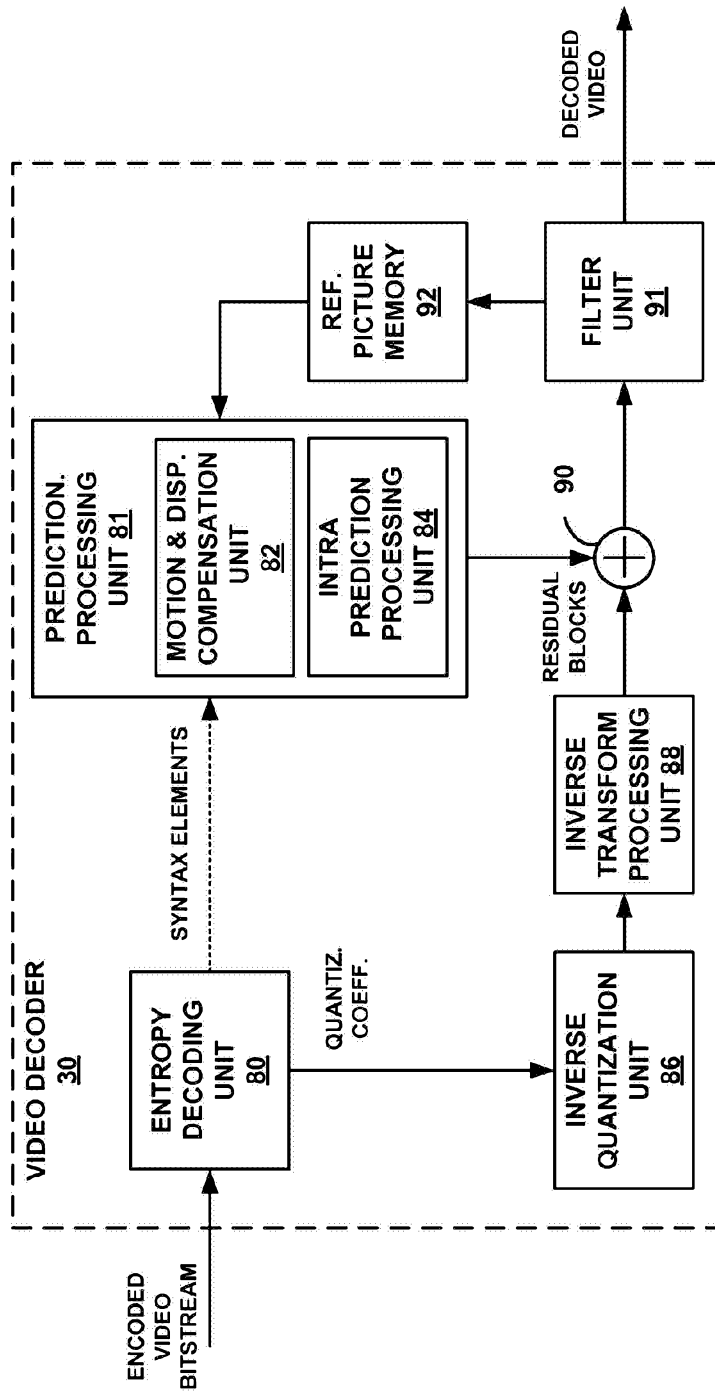 VIDEO DECODER
30
ENCODED
VIDEO
BITSTREAM
ENTROPY
DECODING
UNIT
80
SYNTAX ELEMENTS
QUANTIZ.
COEFF.
PREDICTION.
PROCESSING
UNIT 81
MOTION & DISP.
COMPENSATION
UNIT
82
INTRA
PREDICTION
PROCESSING
UNIT 84
REF.
PICTURE
MEMORY
92
INVERSE
QUANTIZATION
UNIT
86
INVERSE
TRANSFORM
PROCESSING
UNIT 88
RESIDUAL
BLOCKS
90
FILTER
UNIT
91
DECODED
VIDEO